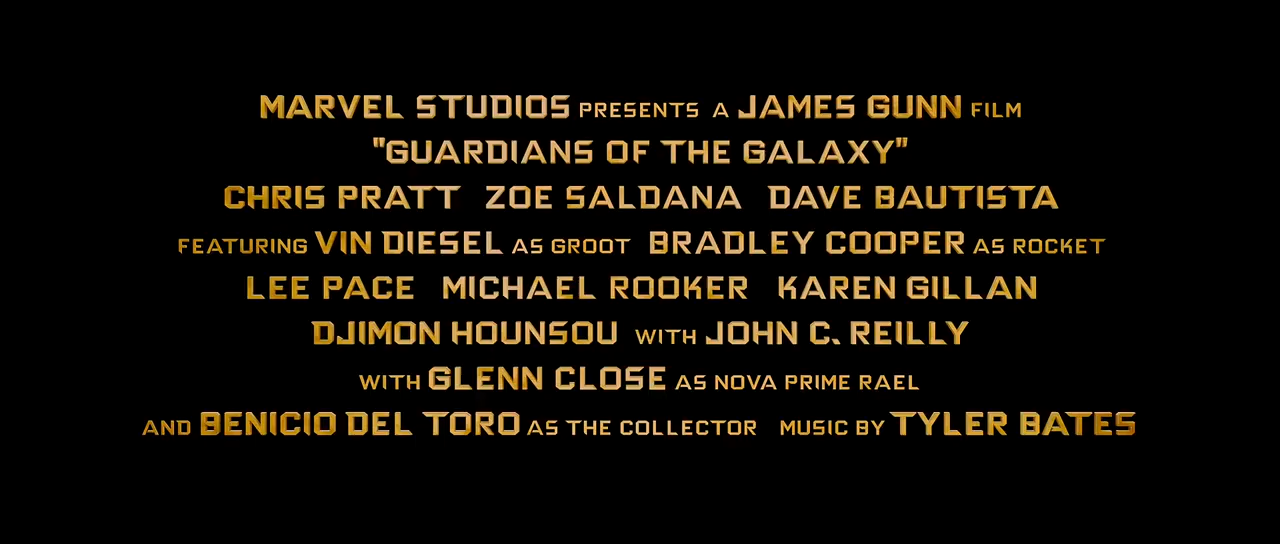 MARVEL STUDIOS PRESENTS A JAMES GUNN FILM
"GUARDIANS OF THE GALAXY"
CHRIS PRATT ZOE SALDANA DAVE BAUTISTA
FEATURING VIN DIESEL AS GROOT BRADLEY COOPER AS ROCKET
LEE PACE MICHAEL ROOKER KAREN GILLAN
DJIMON HOUNSOU WITH JOHN C. REILLY
WITH GLENN CLOSE AS NOVA PRIME RAEL
AND BENICIO DEL TORO AS THE COLLECTOR MUSIC BY TYLER BATES